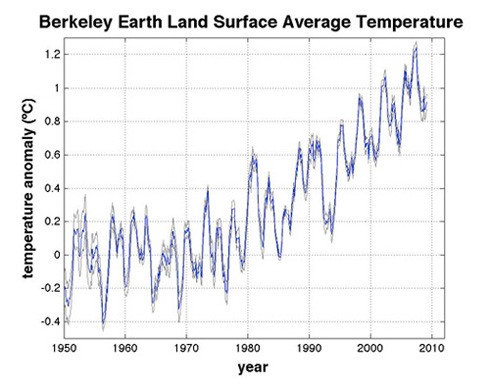 Berkeley Earth Land Surface Average Temperature
temperature anomaly (ºC)
1.2
1
0.8
0.6
0.4
0.2
0
-0.2
-0.4
1950 1960 1970 1980 1990 2000 2010
year